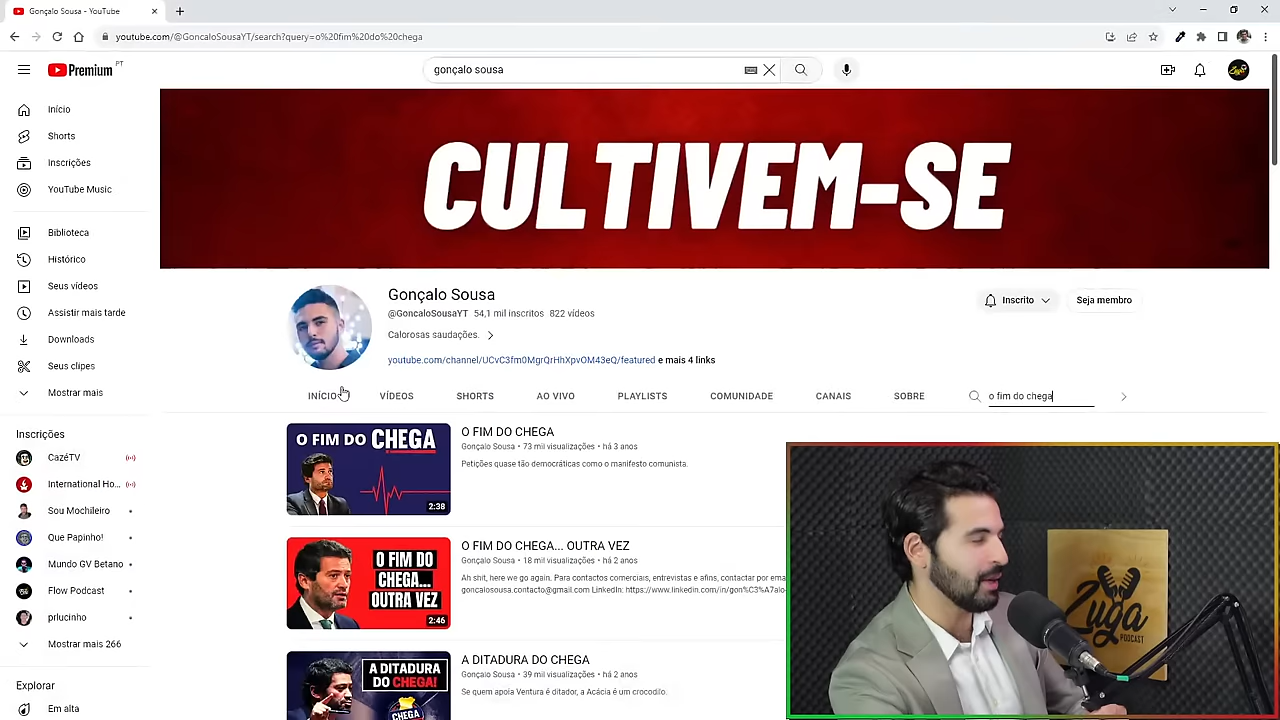 Gonçalo Sousa - YouTube
youtube.com/@GoncaloSousaYT/search?query=o%20fim%20do%20chega
Premium PT
gonçalo sousa
Início
Shorts
Inscrições
YouTube Music
Biblioteca
Histórico
Seus vídeos
Assistir mais tarde
Downloads
Seus clipes
Mostrar mais
Inscrições
CazéTV
International Ho...
Sou Mochileiro
Que Papinho!
Mundo GV Betano
Flow Podcast
prlucinho
Mostrar mais 266
Explorar
Em alta
CULTIVEM-SE
Gonçalo Sousa
@GoncaloSousaYT 54,1 mil inscritos 822 vídeos
Calorosas saudações.
youtube.com/channel/UCvC3fm0MgrQrHhXpvOM43eQ/featured e mais 4 links
Inscrito
Seja membro
INÍCIO VÍDEOS SHORTS AO VIVO PLAYLISTS COMUNIDADE CANAIS SOBRE o fim do chega
O FIM DO CHEGA
2:38
O FIM DO CHEGA
Gonçalo Sousa • 73 mil visualizações • há 3 anos
Petições quase tão democráticas como o manifesto comunista.
O FIM DO
CHEGA...
OUTRA VEZ
2:46
O FIM DO CHEGA... OUTRA VEZ
Gonçalo Sousa • 18 mil visualizações • há 2 anos
Ah shit, here we go again. Para contactos comerciais, entrevistas e afins, contactar por ema
goncalosousa.contacto@gmail.com LinkedIn: https://www.linkedin.com/in/gon%C3%A7alo-
A DITADURA
DO CHEGA!
CHEGA
A DITADURA DO CHEGA
Gonçalo Sousa • 39 mil visualizações • há 2 anos
Se quem apoia Ventura é ditador, a Acácia é um crocodilo.
Zuga
PODCAST